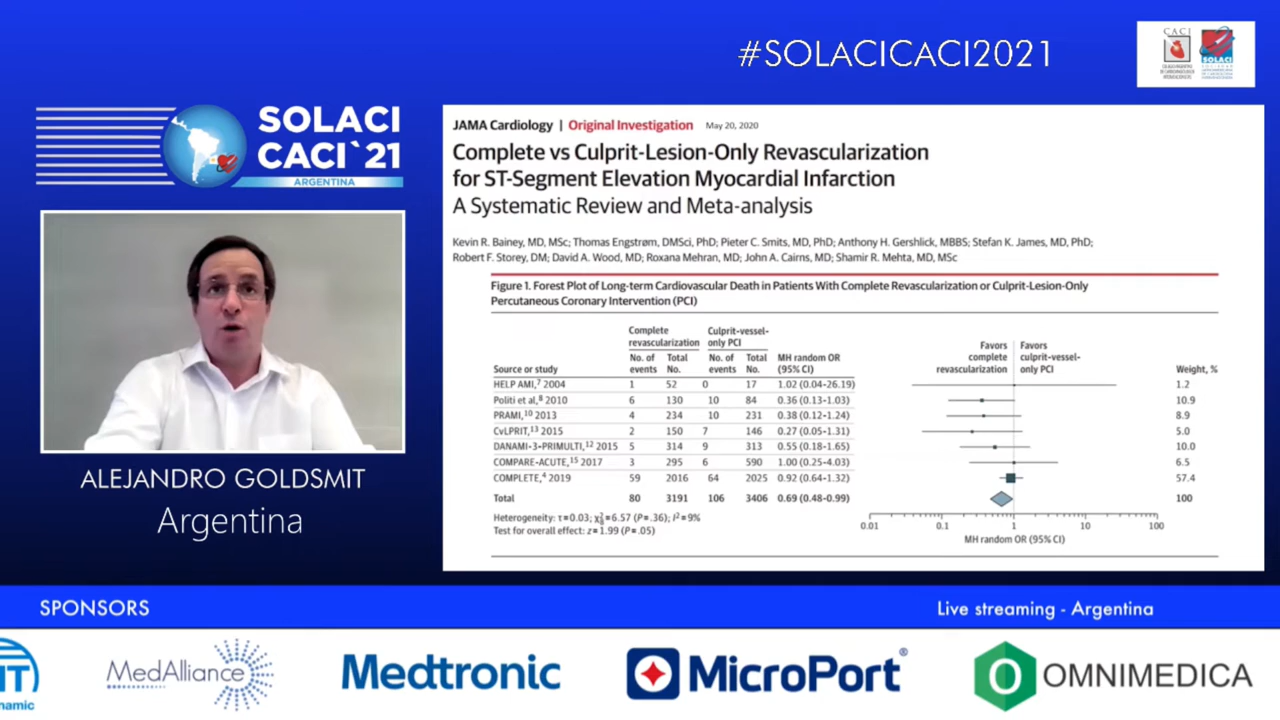 #SOLACICACI2021
CACI
SOLACI
SOLACI
CACI`21
ARGENTINA
ALEJANDRO GOLDSMIT
Argentina
JAMA Cardiology | Original Investigation May 20, 2020
Complete vs Culprit-Lesion-Only Revascularization
for ST-Segment Elevation Myocardial Infarction
A Systematic Review and Meta-analysis
Kevin R. Bainey, MD, MSc; Thomas Engstrøm, DMSci, PhD; Pieter C. Smits, MD, PhD; Anthony H. Gershlick, MBBS; Stefan K. James, MD, PhD;
Robert F. Storey, DM; David A. Wood, MD; Roxana Mehran, MD; John A. Cairns, MD; Shamir R. Mehta, MD, MSc
Figure 1. Forest Plot of Long-term Cardiovascular Death in Patients With Complete Revascularization or Culprit-Lesion-Only
Percutaneous Coronary Intervention (PCI)
Complete Culprit-vessel-
revascularization only PCI
Favors Favors
No. of Total No. of Total MH random OR complete culprit-vessel-
Source or study events No. events No. (95% CI) revascularization only PCI Weight, %
HELP AMI,7 2004 1 52 0 17 1.02 (0.04-26.19) 1.2
Politi et al,8 2010 6 130 10 84 0.36 (0.13-1.03) 10.9
PRAMI,10 2013 4 234 10 231 0.38 (0.12-1.24) 8.9
CvLPRIT,13 2015 2 150 7 146 0.27 (0.05-1.31) 5.0
DANAMI-3-PRIMULTI,12 2015 5 314 9 313 0.55 (0.18-1.65) 10.0
COMPARE-ACUTE,15 2017 3 295 6 590 1.00 (0.25-4.03) 6.5
COMPLETE,4 2019 59 2016 64 2025 0.92 (0.64-1.32) 57.4
Total 80 3191 106 3406 0.69 (0.48-0.99) 100
Heterogeneity: τ=0.03; χ²=6.57 (P=.36); I²=9%
Test for overall effect: z=1.99 (P=.05)
0.01 0.1 1 10 100
MH random OR (95% CI)
SPONSORS
Live streaming - Argentina
MedAlliance
Medtronic
MicroPort®
OMNIMEDICA